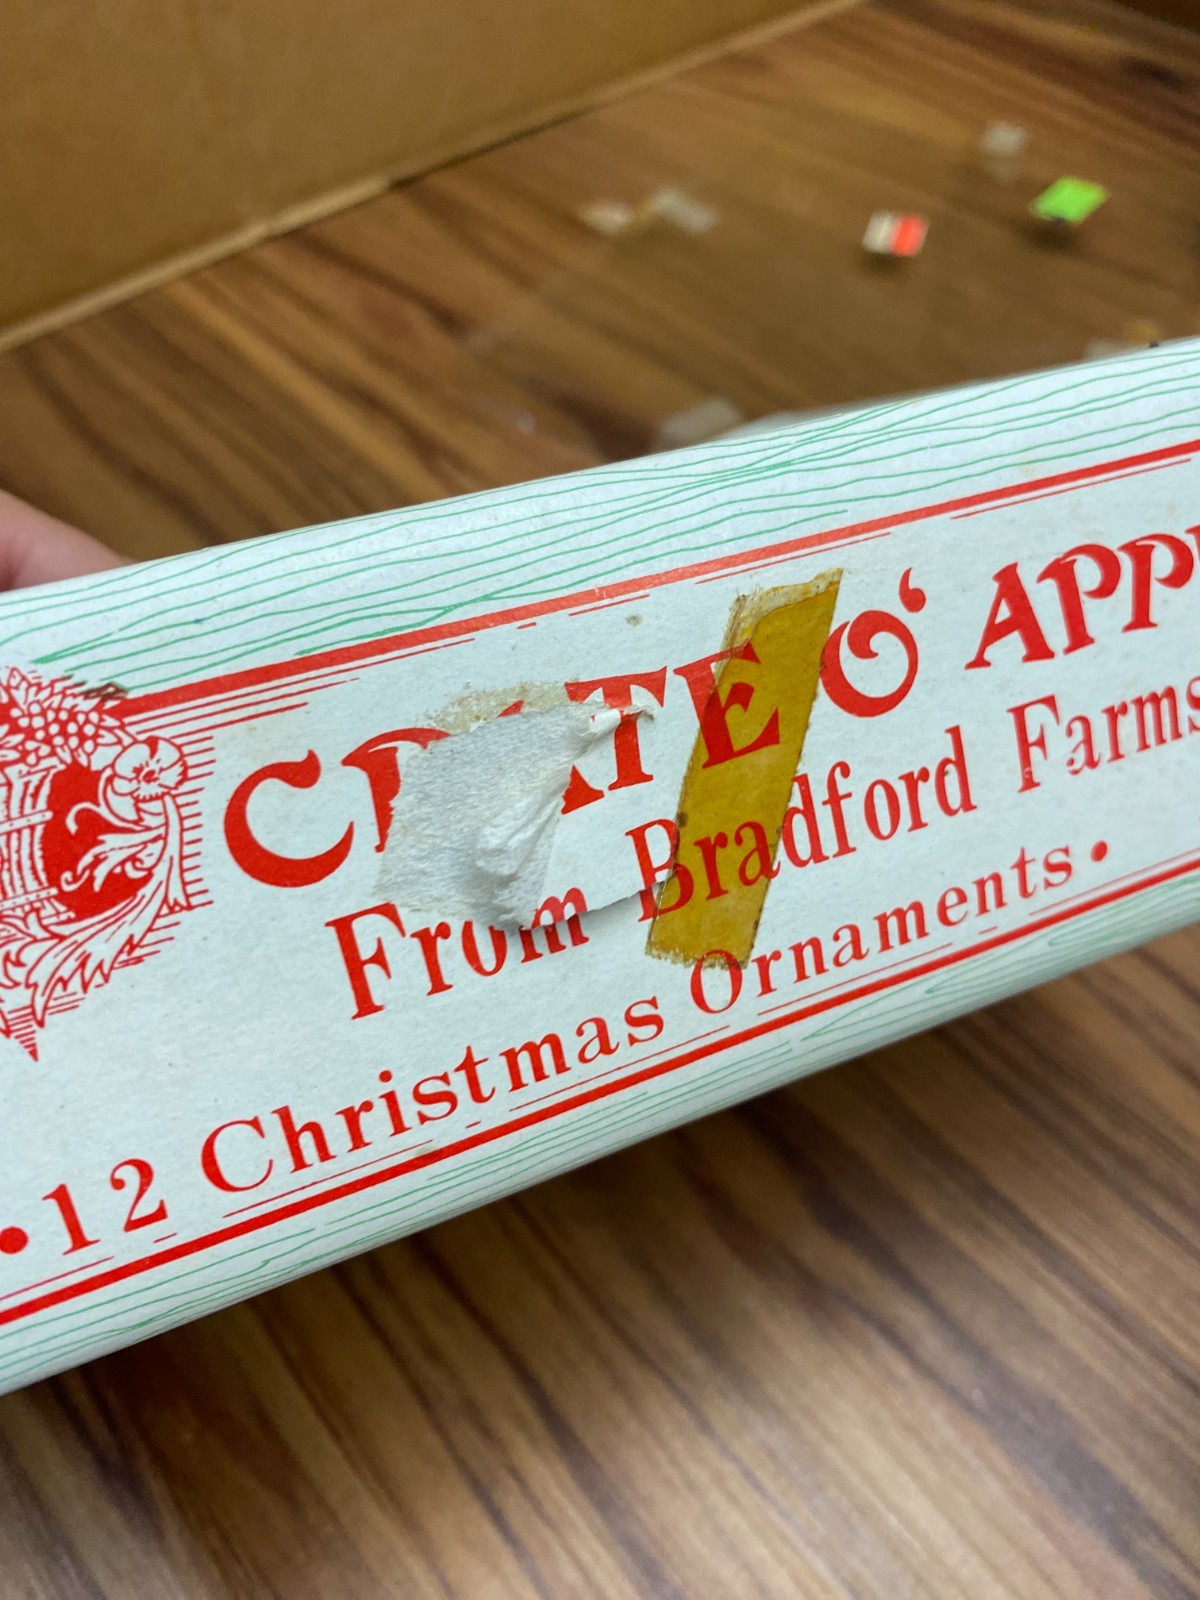 CRATE O' APP
From Bradford Farms
• 12 Christmas Ornaments •